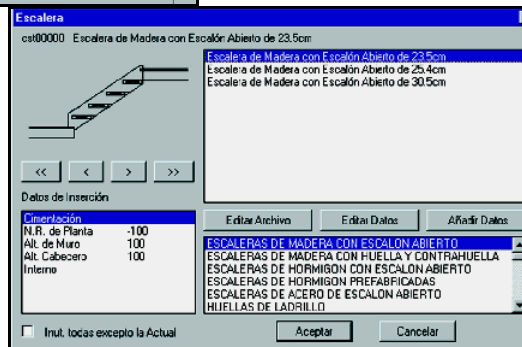 Escalera
cst00000 Escalera de Madera con Escalón Abierto de 23.5cm
Escalera de Madera con Escalón Abierto de 23.5cm
Escalera de Madera con Escalón Abierto de 25.4cm
Escalera de Madera con Escalón Abierto de 30.5cm
<< < > >>
Datos de Inserción
Cimentación
N.R. de Planta -100
Alt. de Muro 100
Alt. Cabecero 100
Interno
Editar Archivo Editar Datos Añadir Datos
ESCALERAS DE MADERA CON ESCALON ABIERTO
ESCALERAS DE MADERA CON HUELLA Y CONTRAHUELLA
ESCALERAS DE HORMIGON CON ESCALON ABIERTO
ESCALERAS DE HORMIGON PREFABRICADAS
ESCALERAS DE ACERO DE ESCALON ABIERTO
HUELLAS DE LADRILLO
Inut. todas excepto la Actual
Aceptar Cancelar